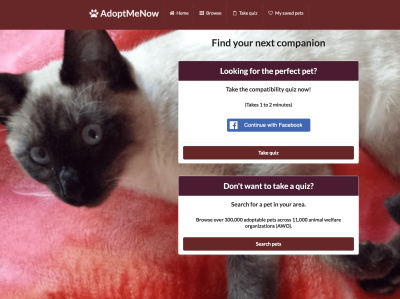 AdoptMeNow Home Browse Take quiz My saved pets
Find your next companion
Looking for the perfect pet?
Take the compatibility quiz now!
(Takes 1 to 2 minutes)
Continue with Facebook
Take quiz
Don't want to take a quiz?
Search for a pet in your area.
Browse over 300,000 adoptable pets across 11,000 animal welfare
organizations (AWO).
Search pets